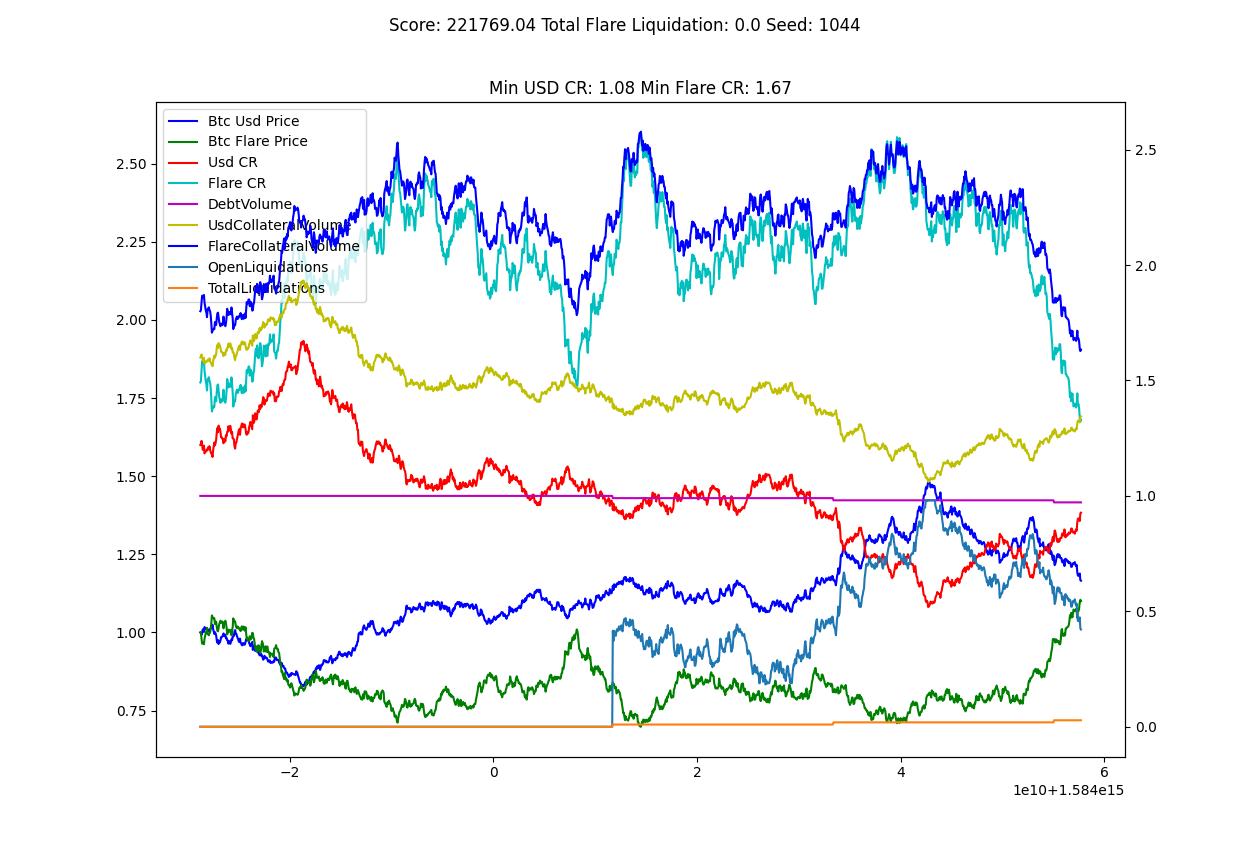 Score: 221769.04 Total Flare Liquidation: 0.0 Seed: 1044
Min USD CR: 1.08 Min Flare CR: 1.67
Btc Usd Price
Btc Flare Price
Usd CR
Flare CR
DebtVolume
UsdCollateralVolume
FlareCollateralVolume
OpenLiquidations
TotalLiquidations
2.50
2.25
2.00
1.75
1.50
1.25
1.00
0.75
2.5
2.0
1.5
1.0
0.5
0.0
−2 0 2 4 6
1e10+1.584e15